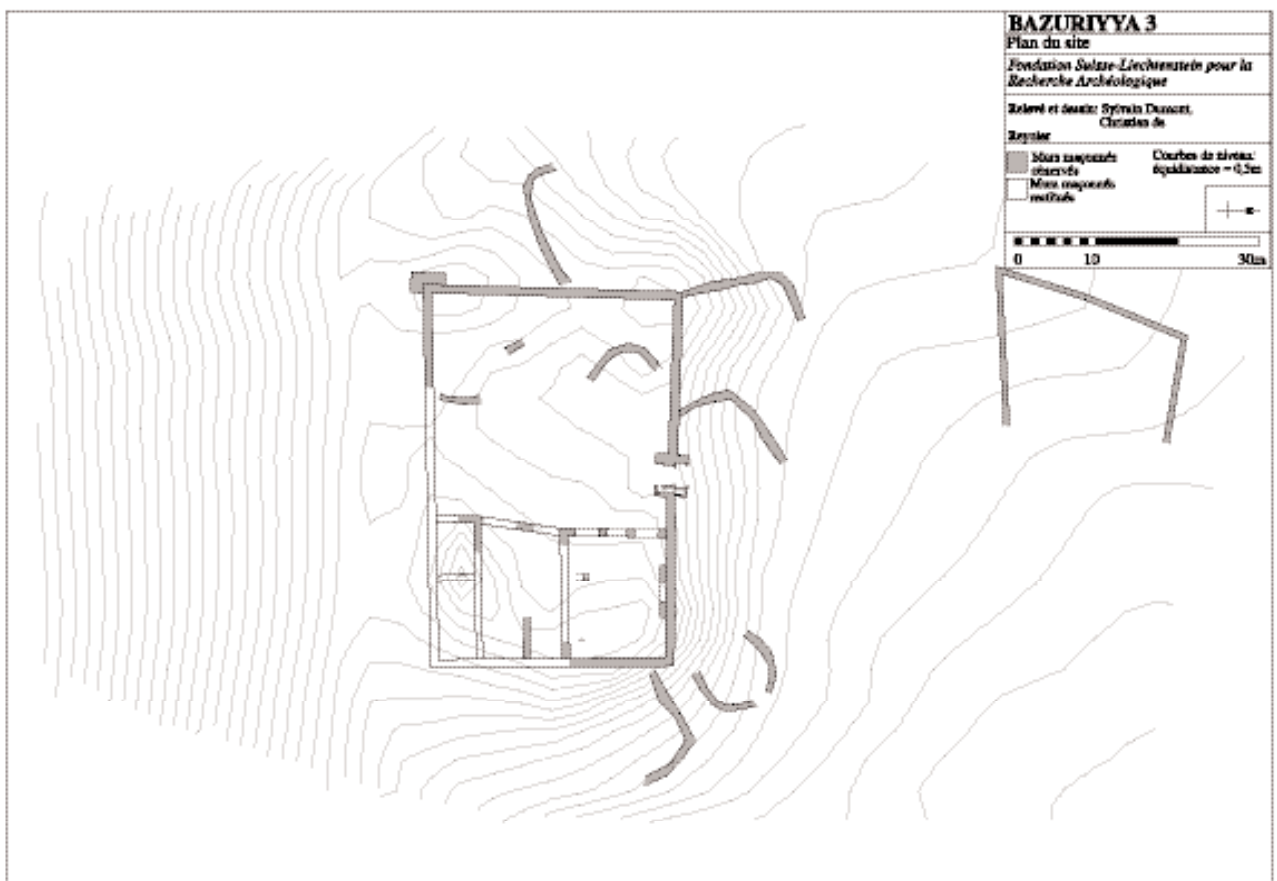 BAZURIYYA 3
Plan du site
Fondation Suisse-Liechtenstein pour la
Recherche Archéologique
Relevé et dessin: Sylvain Dumont,
Christian de
Reynier
Murs maçonnés
observés
Murs maçonnés
restitués
Courbes de niveau:
équidistance = 0,5m
0 10 30m